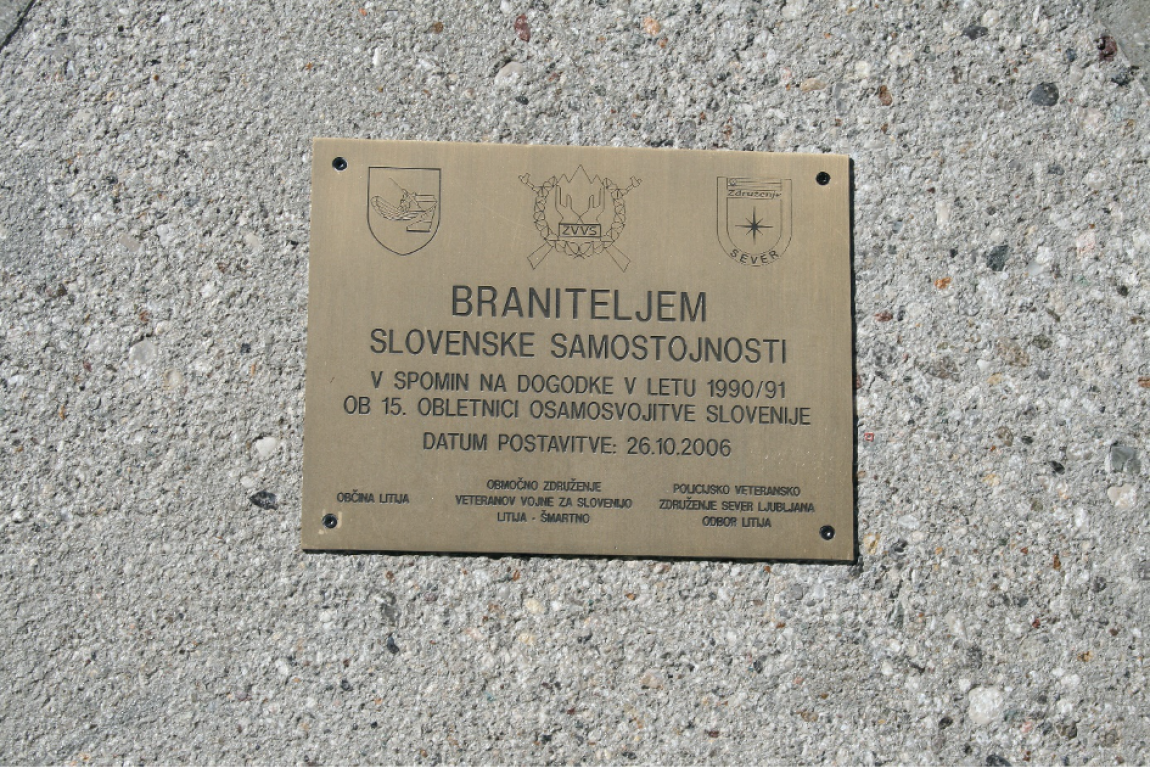 ZVVS
Združenje
SEVER
BRANITELJEM
SLOVENSKE SAMOSTOJNOSTI
V SPOMIN NA DOGODKE V LETU 1990/91
OB 15. OBLETNICI OSAMOSVOJITVE SLOVENIJE
DATUM POSTAVITVE: 26.10.2006
OBČINA LITIJA
OBMOČNO ZDRUŽENJE
VETERANOV VOJNE ZA SLOVENIJO
LITIJA - ŠMARTNO
POLICIJSKO VETERANSKO
ZDRUŽENJE SEVER LJUBLJANA
ODBOR LITIJA